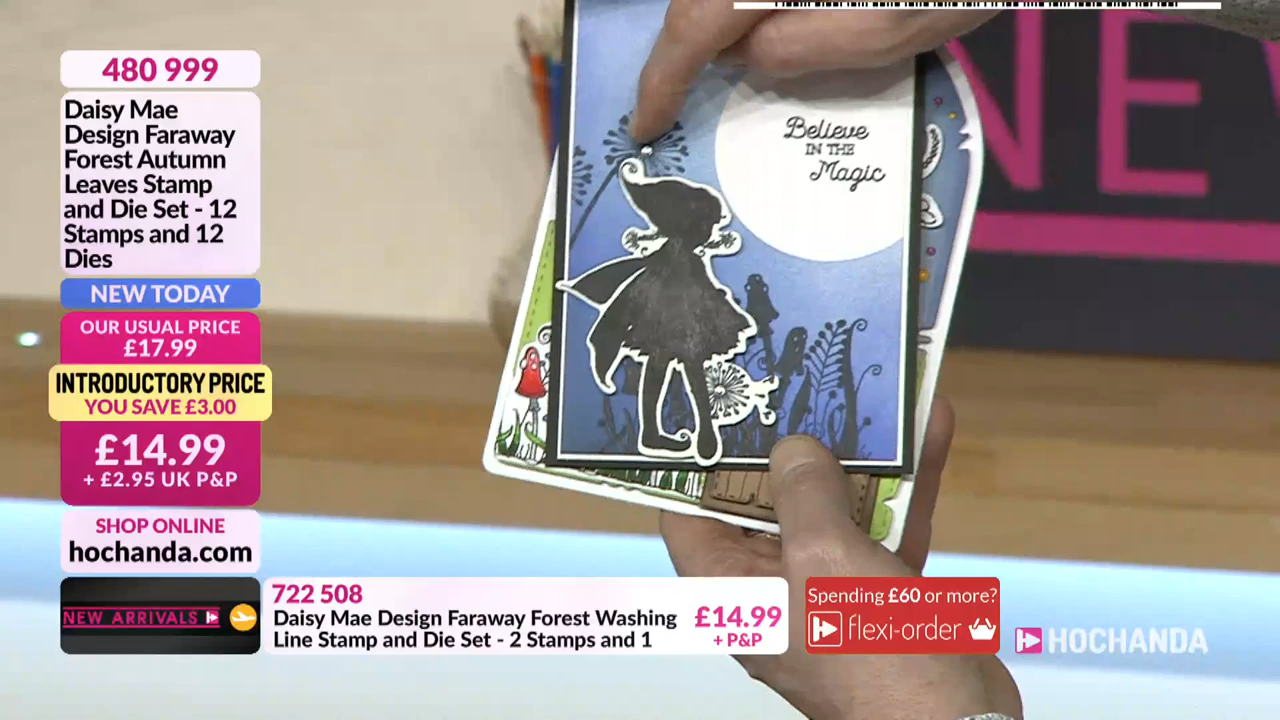 480 999
Daisy Mae
Design Faraway
Forest Autumn
Leaves Stamp
and Die Set - 12
Stamps and 12
Dies
NEW TODAY
OUR USUAL PRICE
£17.99
INTRODUCTORY PRICE
YOU SAVE £3.00
£14.99
+ £2.95 UK P&P
SHOP ONLINE
hochanda.com
Believe
IN THE
Magic
NEW
NEW ARRIVALS
722 508
Daisy Mae Design Faraway Forest Washing
Line Stamp and Die Set - 2 Stamps and 1
£14.99
+ P&P
Spending £60 or more?
flexi-order
HOCHANDA